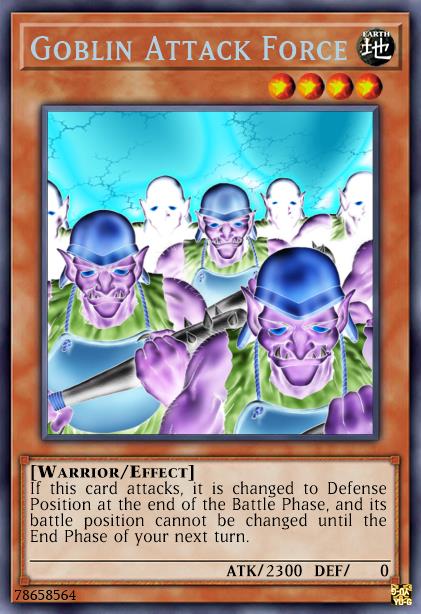 GOBLIN ATTACK FORCE
EARTH
地
[WARRIOR/EFFECT]
If this card attacks, it is changed to Defense
Position at the end of the Battle Phase, and its
battle position cannot be changed until the
End Phase of your next turn.
ATK/2300 DEF/ 0
78658564